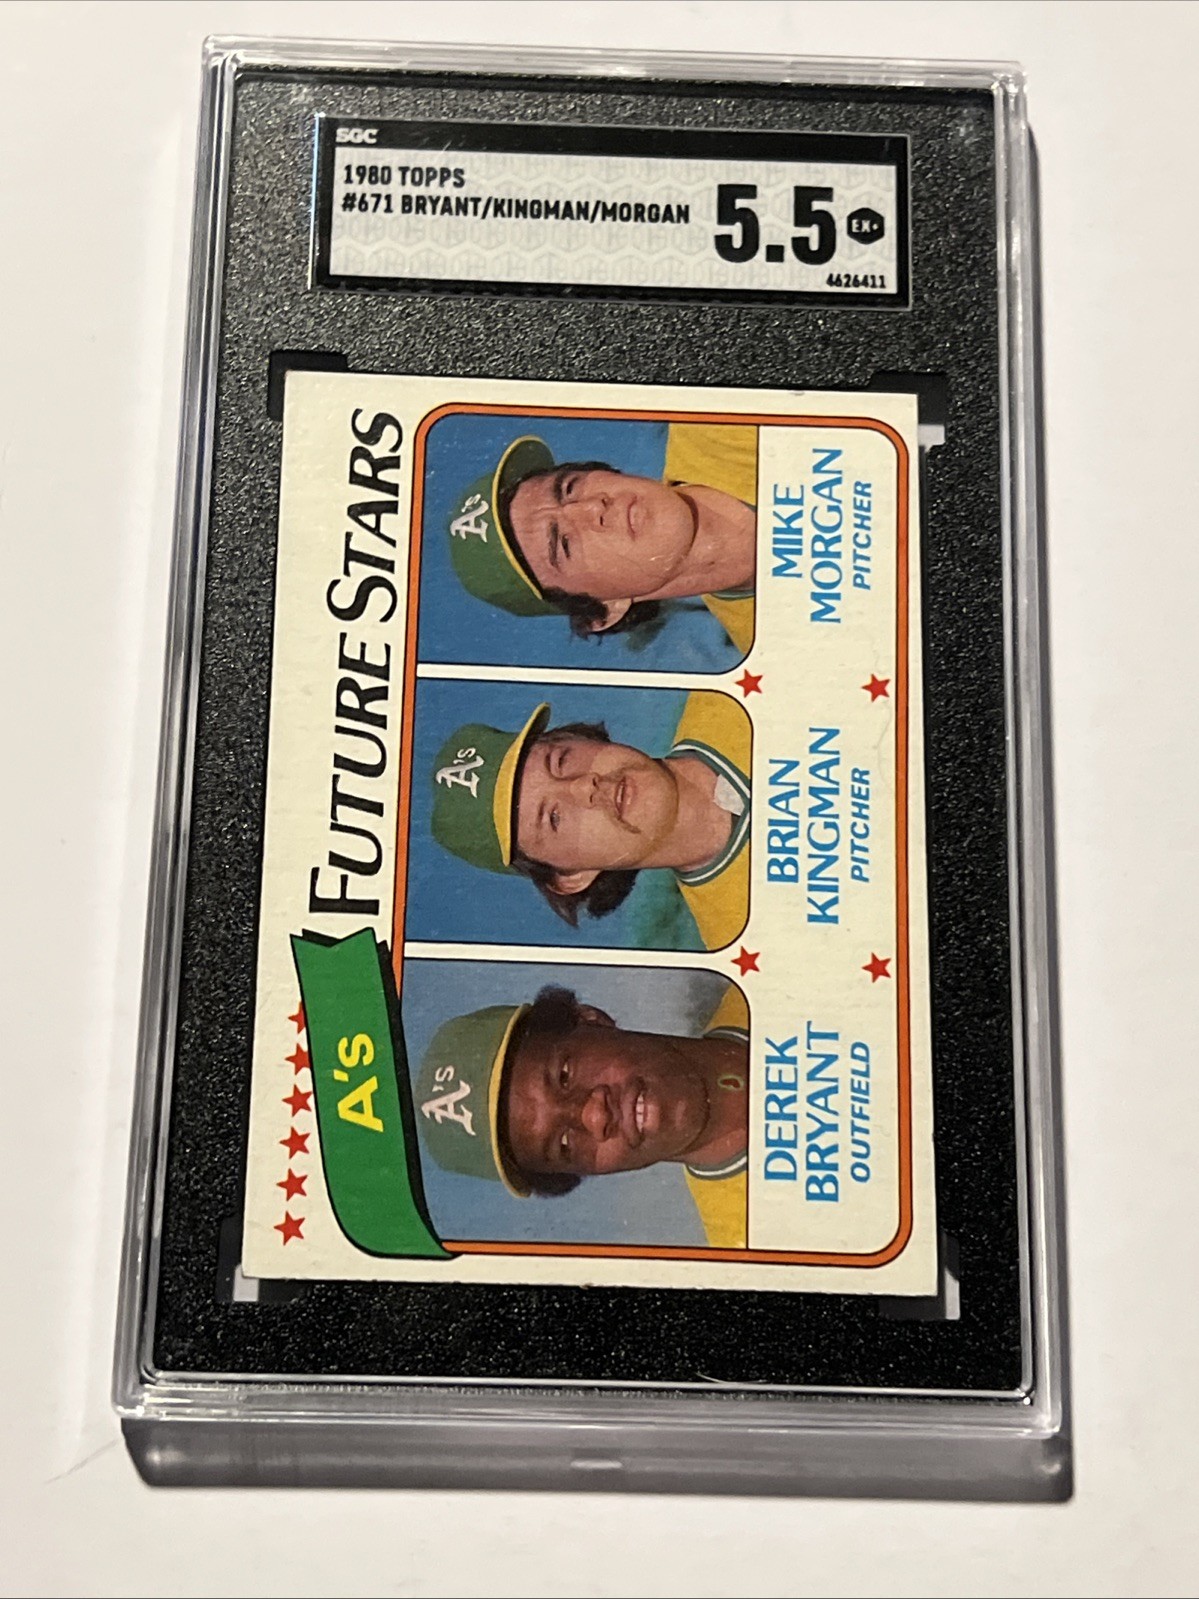 SGC
1980 TOPPS
#671 BRYANT/KINGMAN/MORGAN
5.5
EX+
4626411
A's
FUTURE STARS
A's
A's
A's
DEREK
BRYANT
OUTFIELD
BRIAN
KINGMAN
PITCHER
MIKE
MORGAN
PITCHER